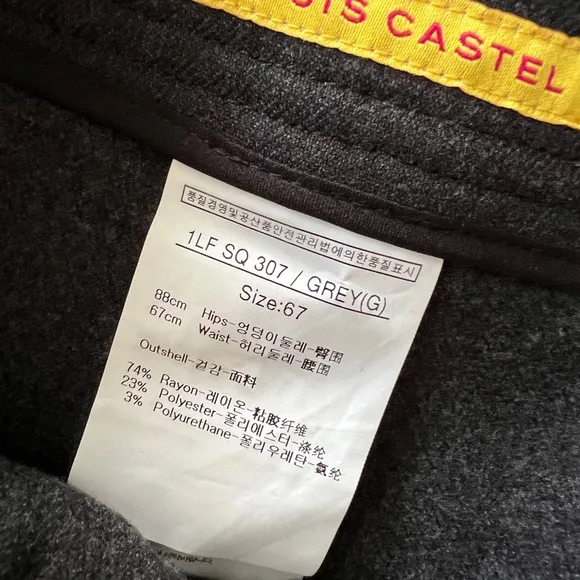 IS CASTEL
품질경영및공산품안전관리법에의한품질표시
1LF SQ 307 / GREY(G)
Size:67
88cm Hips-엉덩이둘레-臀围
67cm Waist-허리둘레-腰围
Outshell-겉감-面料
74% Rayon-레이온-粘胶纤维
23% Polyester-폴리에스터-涤纶
3% Polyurethane-폴리우레탄-氨纶